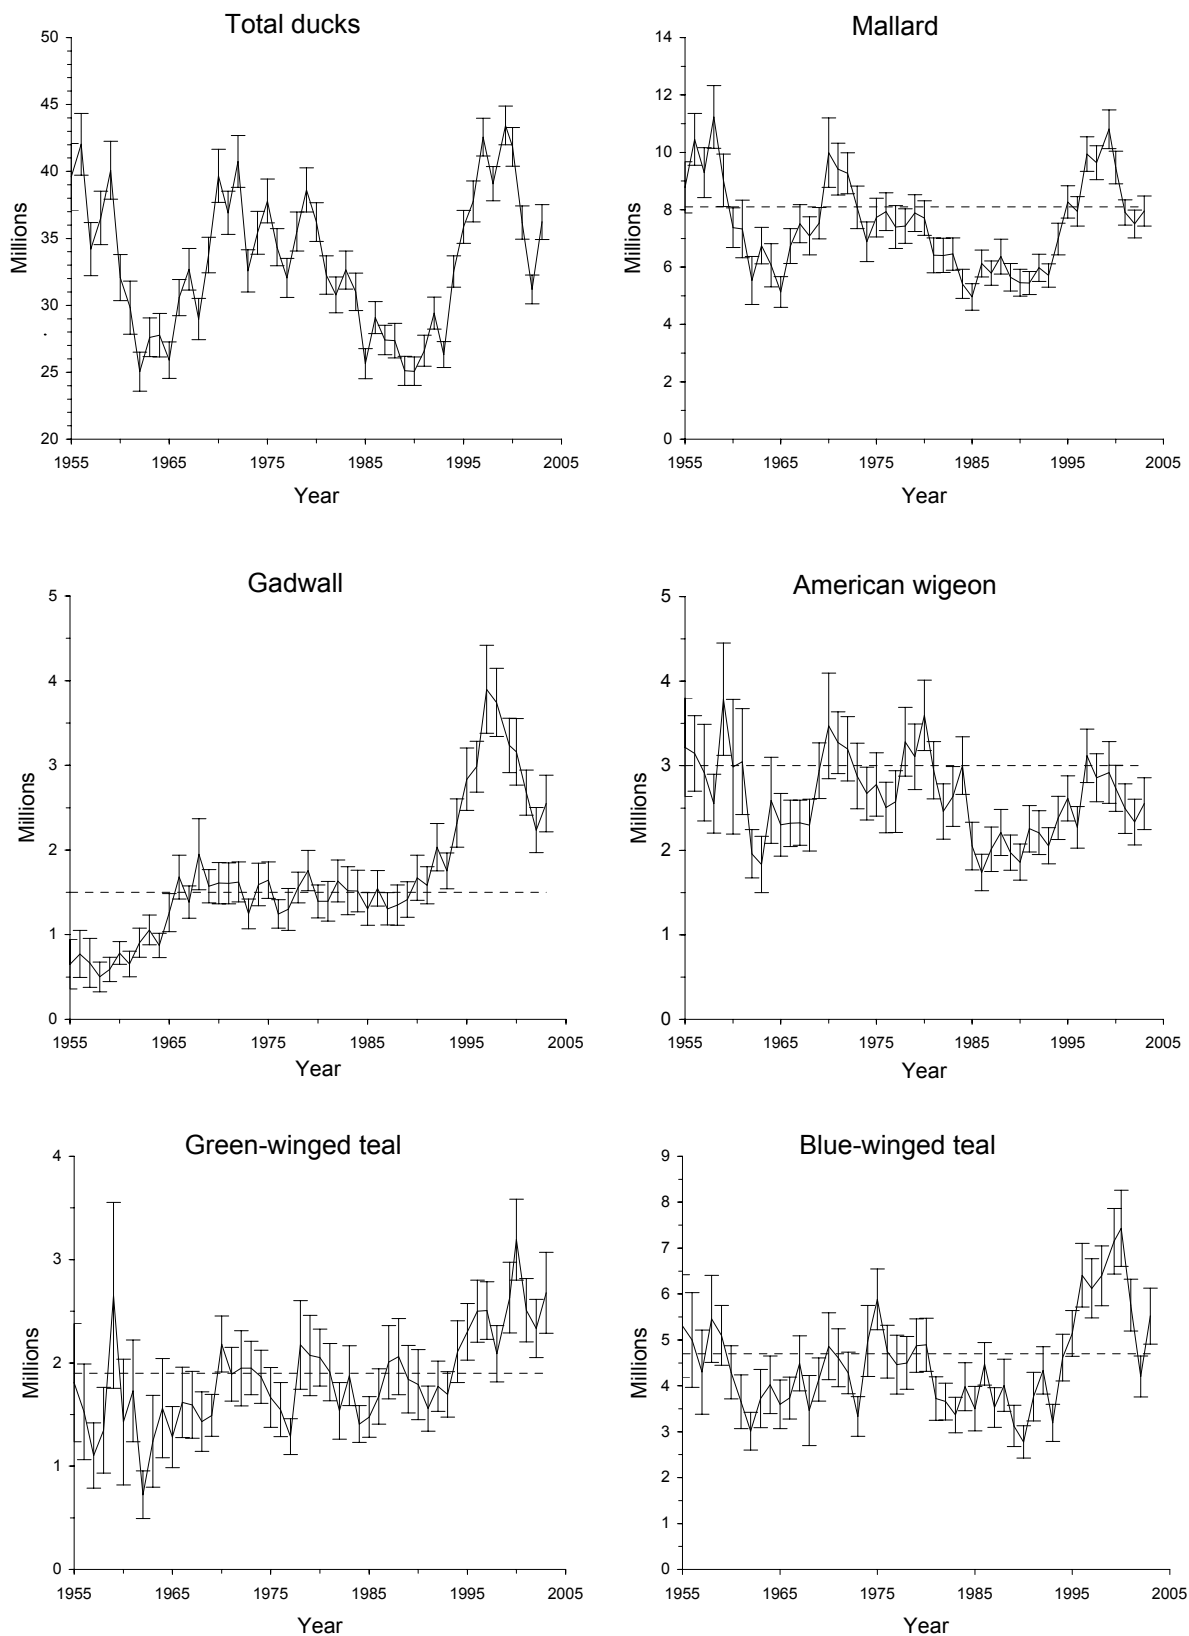 Total ducks
50
45
40
35
30
25
20
Millions
1955 1965 1975 1985 1995 2005
Year
Mallard
14
12
10
8
6
4
2
0
Millions
1955 1965 1975 1985 1995 2005
Year
Gadwall
5
4
3
2
1
0
Millions
1955 1965 1975 1985 1995 2005
Year
American wigeon
5
4
3
2
1
0
Millions
1955 1965 1975 1985 1995 2005
Year
Green-winged teal
4
3
2
1
0
Millions
1955 1965 1975 1985 1995 2005
Year
Blue-winged teal
9
8
7
6
5
4
3
2
1
0
Millions
1955 1965 1975 1985 1995 2005
Year